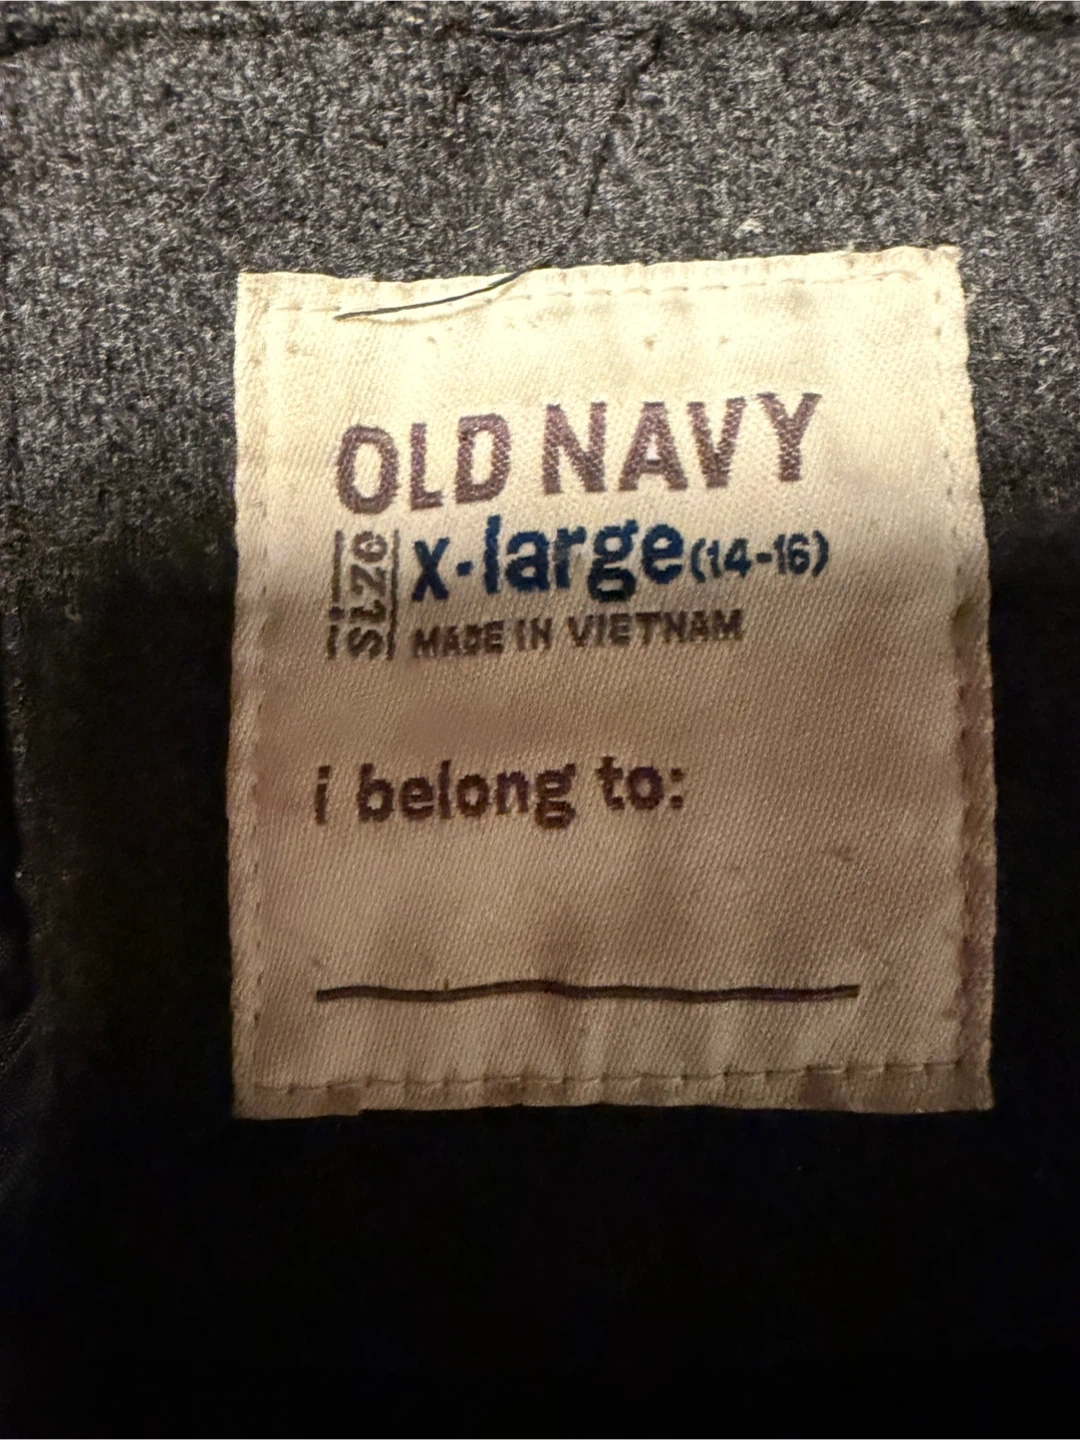 OLD NAVY
size x-large (14-16)
MADE IN VIETNAM
i belong to: